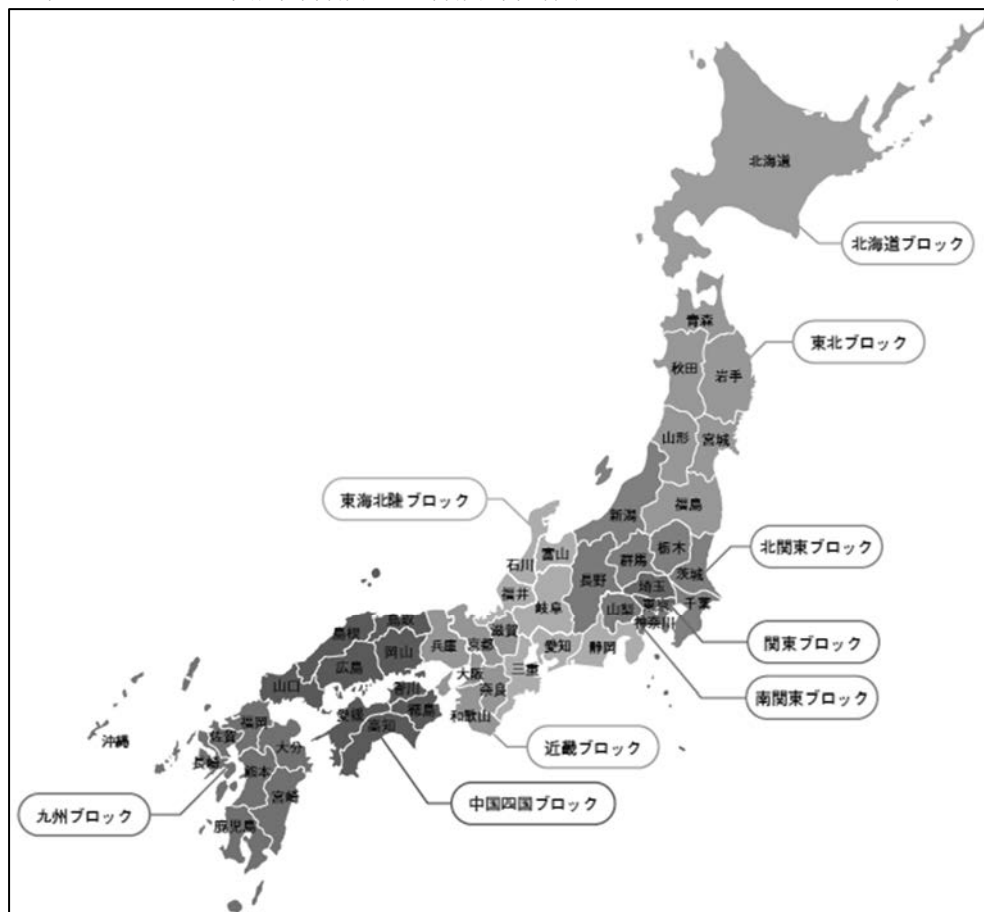 北海道
北海道ブロック
青森
東北ブロック
秋田
岩手
山形
宮城
東海北陸ブロック
新潟
福島
石川
富山
群馬
栃木
北関東ブロック
長野
茨城
福井
岐阜
埼玉
山梨
東京
千葉
神奈川
鳥取
島根
兵庫
京都
滋賀
愛知
静岡
関東ブロック
岡山
広島
三重
大阪
山口
奈良
香川
南関東ブロック
愛媛
徳島
和歌山
福岡
高知
沖縄
佐賀
大分
近畿ブロック
長崎
熊本
宮崎
中国四国ブロック
九州ブロック
鹿児島